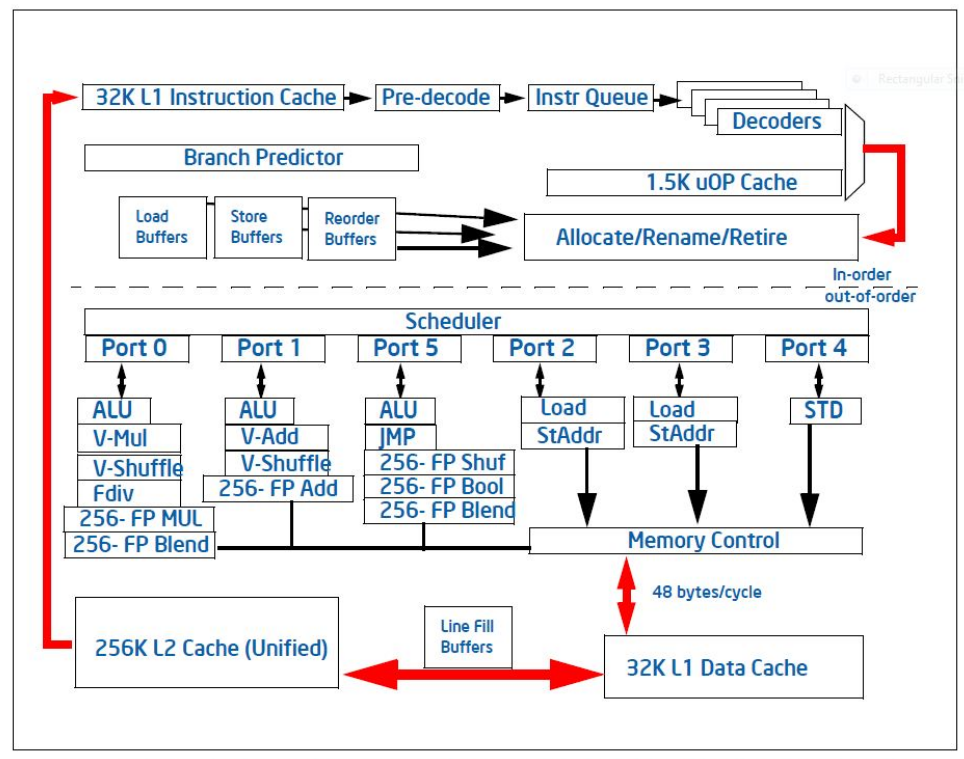 Rectangular Sni
32K L1 Instruction Cache
Pre-decode
Instr Queue
Decoders
Branch Predictor
1.5K uOP Cache
Load
Buffers
Store
Buffers
Reorder
Buffers
Allocate/Rename/Retire
In-order
out-of-order
Scheduler
Port 0
Port 1
Port 5
Port 2
Port 3
Port 4
ALU
V-Mul
V-Shuffle
Fdiv
256- FP MUL
256- FP Blend
ALU
V-Add
V-Shuffle
256- FP Add
ALU
JMP
256- FP Shuf
256- FP Bool
256- FP Blend
Load
StAddr
Load
StAddr
STD
Memory Control
48 bytes/cycle
256K L2 Cache (Unified)
Line Fill
Buffers
32K L1 Data Cache